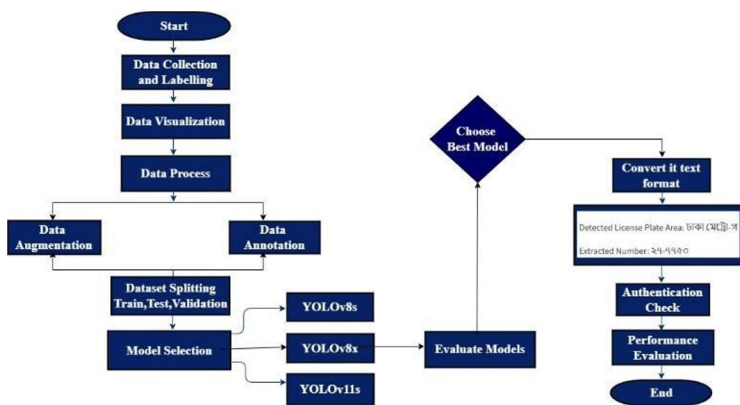 Start
Data Collection
and Labelling
Data Visualization
Data Process
Data
Augmentation
Data
Annotation
Dataset Splitting
Train,Test,Validation
Model Selection
YOLOv8s
YOLOv8x
YOLOv11s
Evaluate Models
Choose
Best Model
Convert it text
format
Detected License Plate Area: ঢাকা মেট্রো-গ
Extracted Number: ২৭-৭৭৫০
Authentication
Check
Performance
Evaluation
End